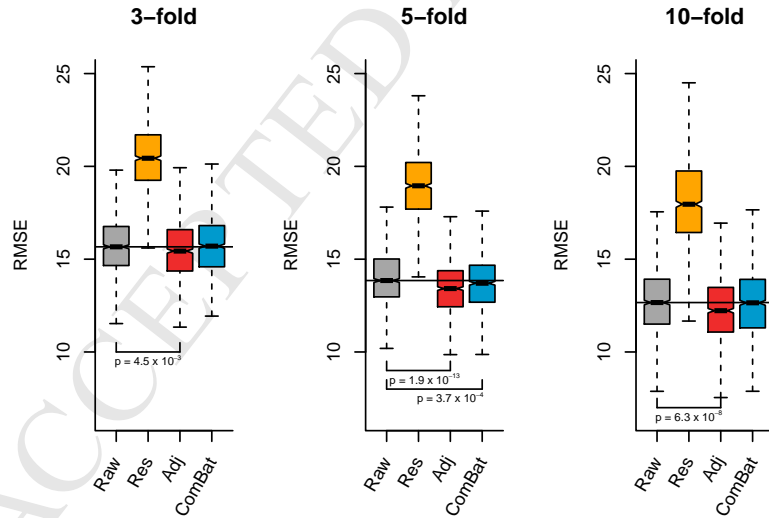 3−fold
5−fold
10−fold
RMSE
25
20
15
10
p = 4.5 x 10⁻³
Raw
Res
Adj
ComBat
RMSE
25
20
15
10
p = 1.9 x 10⁻¹³
p = 3.7 x 10⁻⁴
Raw
Res
Adj
ComBat
RMSE
25
20
15
10
p = 6.3 x 10⁻⁸
Raw
Res
Adj
ComBat
ACCEPTED